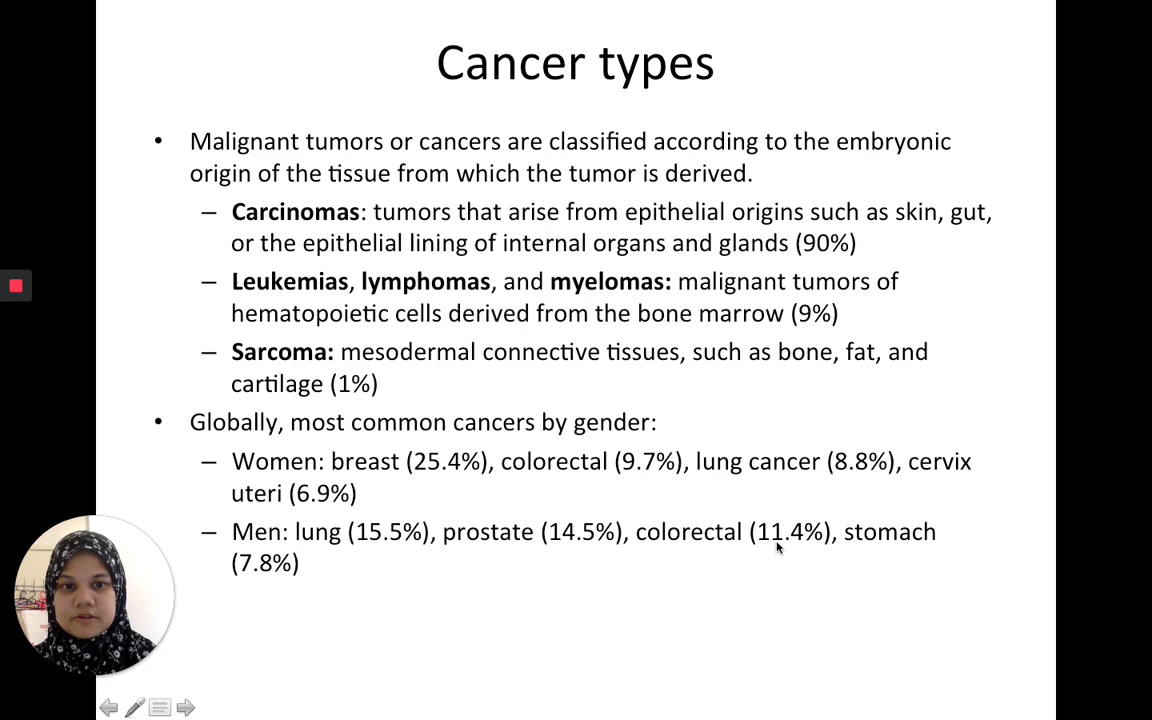 Cancer types
• Malignant tumors or cancers are classified according to the embryonic
origin of the tissue from which the tumor is derived.
– Carcinomas: tumors that arise from epithelial origins such as skin, gut,
or the epithelial lining of internal organs and glands (90%)
– Leukemias, lymphomas, and myelomas: malignant tumors of
hematopoietic cells derived from the bone marrow (9%)
– Sarcoma: mesodermal connective tissues, such as bone, fat, and
cartilage (1%)
• Globally, most common cancers by gender:
– Women: breast (25.4%), colorectal (9.7%), lung cancer (8.8%), cervix
uteri (6.9%)
– Men: lung (15.5%), prostate (14.5%), colorectal (11.4%), stomach
(7.8%)